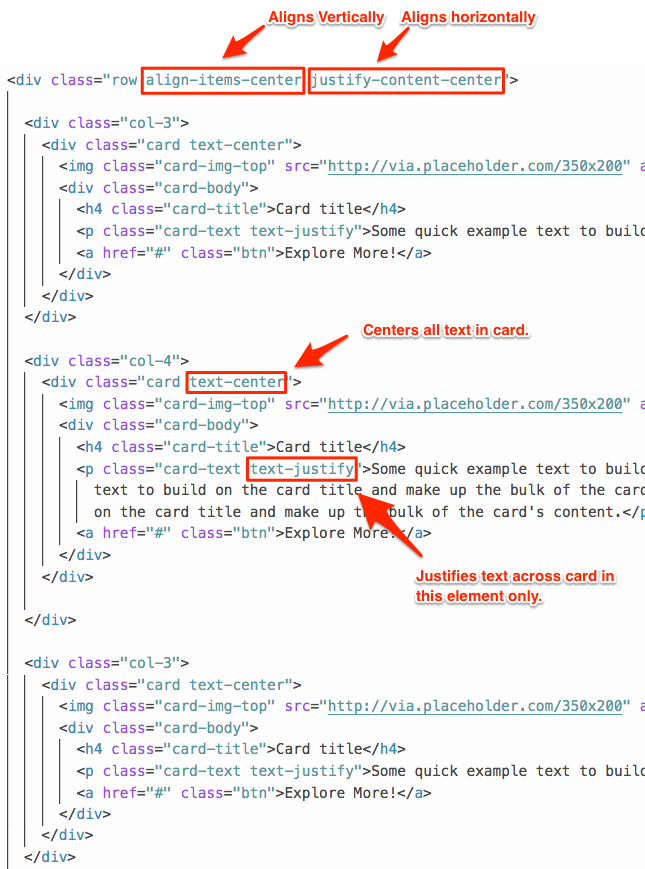 Aligns Vertically Aligns horizontally
<div class="row align-items-center justify-content-center">
<div class="col-3">
<div class="card text-center">
<img class="card-img-top" src="http://via.placeholder.com/350x200" a
<div class="card-body">
<h4 class="card-title">Card title</h4>
<p class="card-text text-justify">Some quick example text to build
<a href="#" class="btn">Explore More!</a>
</div>
</div>
</div>
Centers all text in card.
<div class="col-4">
<div class="card text-center">
<img class="card-img-top" src="http://via.placeholder.com/350x200" a
<div class="card-body">
<h4 class="card-title">Card title</h4>
<p class="card-text text-justify">Some quick example text to build
text to build on the card title and make up the bulk of the card
on the card title and make up the bulk of the card's content.</p
<a href="#" class="btn">Explore More!</a>
</div>
</div>
Justifies text across card in
this element only.
</div>
<div class="col-3">
<div class="card text-center">
<img class="card-img-top" src="http://via.placeholder.com/350x200" a
<div class="card-body">
<h4 class="card-title">Card title</h4>
<p class="card-text text-justify">Some quick example text to build
<a href="#" class="btn">Explore More!</a>
</div>
</div>
</div>